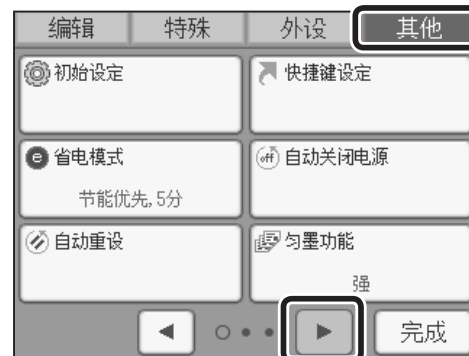 编辑 特殊 外设 其他
初始设定 快捷键设定
省电模式 自动关闭电源
节能优先,5分
自动重设 匀墨功能
强
完成